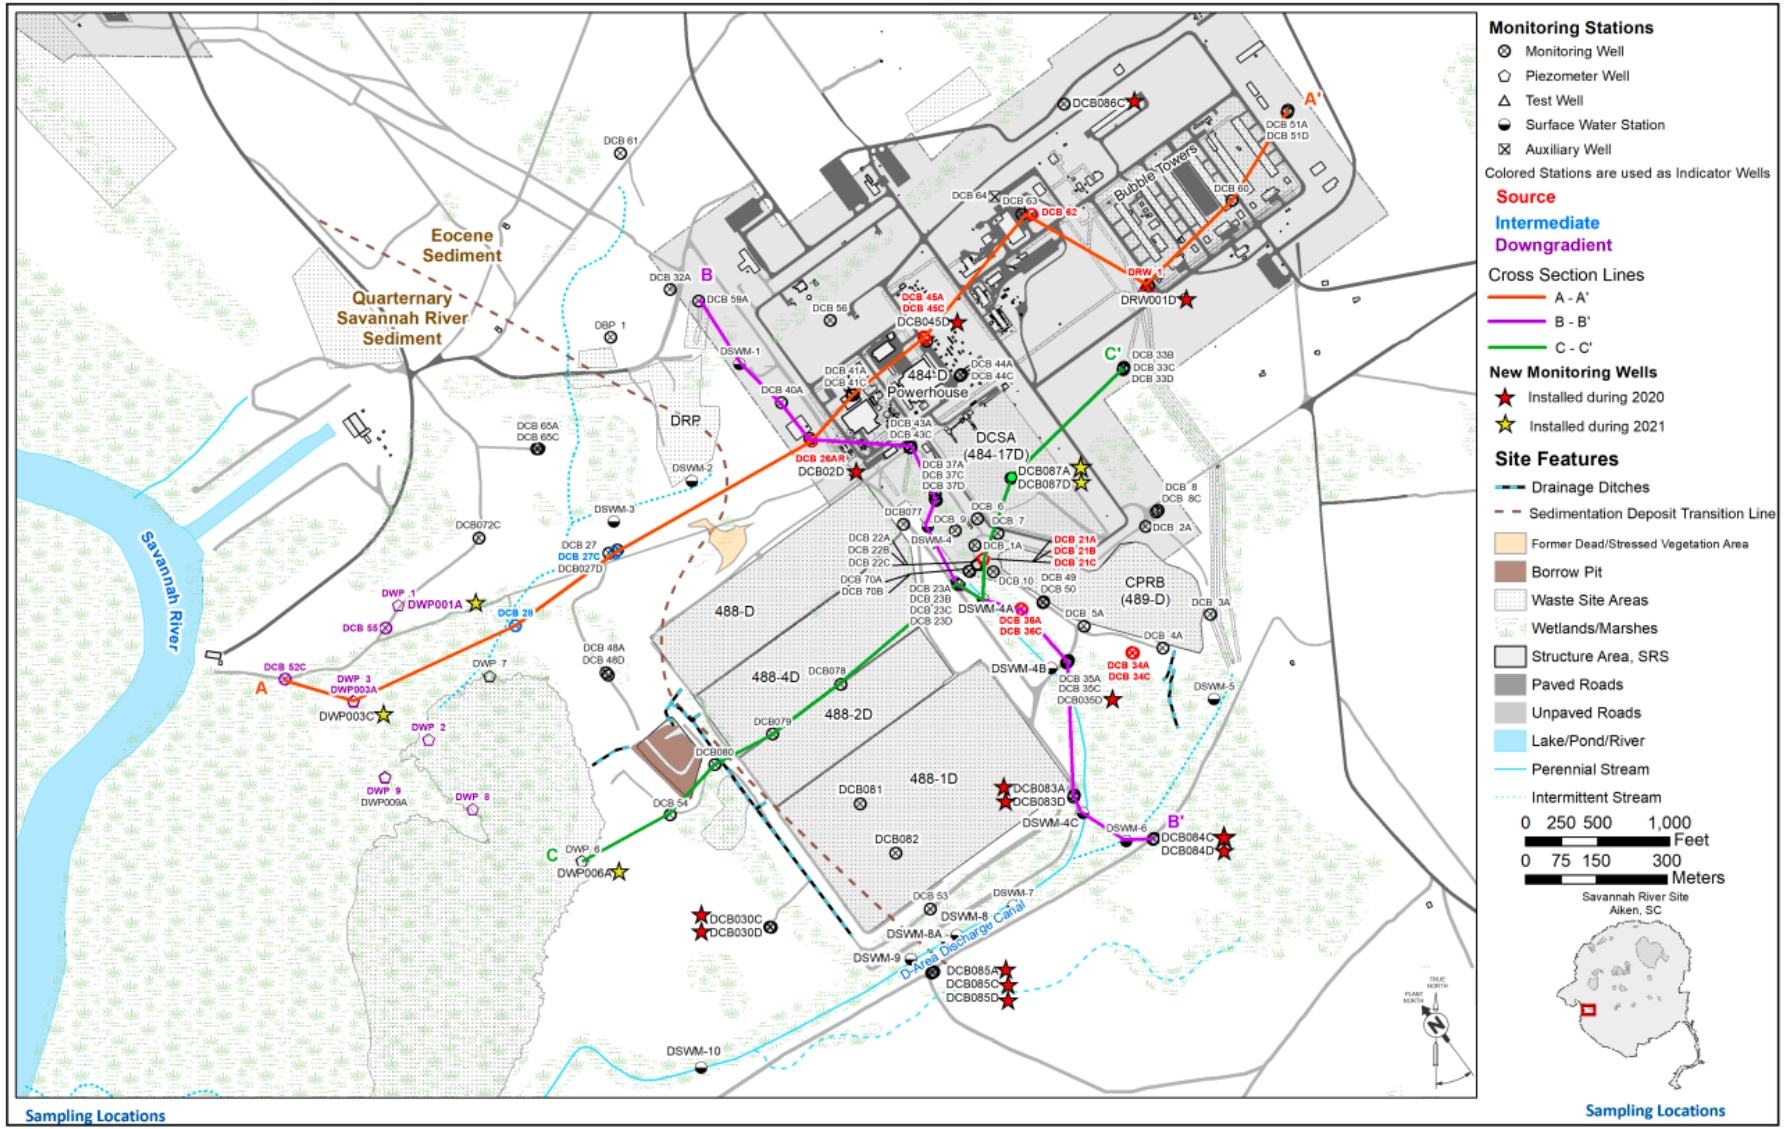 DCB086C
A'
DCB 51A
DCB 51D
DCB 61
Bubble Towers
DCB 60
DCB 64
DCB 63
DCB 62
Eocene
Sediment
DCB 32A
B
DCB 59A
DRW 1
DRW001D
Quarternary
Savannah River
Sediment
DCB 56
DCB 45A
DCB 45C
DCB045D
DBP 1
DSWM-1
C'
DCB 33B
DCB 33C
DCB 33D
DCB 41A
DCB 41C
484-D
Powerhouse
DCB 44A
DCB 44C
DCB 40A
DRP
DCB 65A
DCB 65C
DCB 43A
DCB 43C
DCSA
(484-17D)
DCB 26AR
DCB02D
DSWM-2
DCB 37A
DCB 37C
DCB 37D
DCB087A
DCB087D
DCB 8
DCB 8C
DCB 2A
DSWM-3
DCB072C
DCB077
DCB 9
DCB 6
DCB 7
DSWM-4
DCB 1A
DCB 21A
DCB 21B
DCB 21C
DCB 22A
DCB 22B
DCB 22C
DCB 70A
DCB 70B
DCB 27
DCB 27C
DCB027D
DCB 10
DCB 49
DCB 50
CPRB
(489-D)
DCB 23A
DCB 23B
DCB 23C
DCB 23D
DSWM-4A
DCB 36A
DCB 36C
DCB 5A
DCB 3A
DCB 4A
DWP 1
DWP001A
DCB 55
DCB 28
488-D
Savannah River
DCB 52C
A
DWP 3
DWP003A
DWP003C
DWP 7
DCB 48A
DCB 48D
DSWM-4B
DCB 34A
DCB 34C
DCB 35A
DCB 35C
DCB035D
DSWM-5
488-4D
DCB078
488-2D
DCB079
DWP 2
DCB080
DWP 9
DWP009A
DWP 8
DCB 54
488-1D
DCB081
DCB083A
DCB083D
DSWM-4C
DSWM-6
B'
DCB084C
DCB084D
DCB082
C
DWP 6
DWP006A
DCB030C
DCB030D
DCB 53
DSWM-7
DSWM-8
DSWM-8A
DSWM-9
D-Area Discharge Canal
DCB085A
DCB085C
DCB085D
DSWM-10
TRUE
NORTH
PLANT
NORTH
N
Sampling Locations
Monitoring Stations
Monitoring Well
Piezometer Well
Test Well
Surface Water Station
Auxiliary Well
Colored Stations are used as Indicator Wells
Source
Intermediate
Downgradient
Cross Section Lines
A - A'
B - B'
C - C'
New Monitoring Wells
Installed during 2020
Installed during 2021
Site Features
Drainage Ditches
Sedimentation Deposit Transition Line
Former Dead/Stressed Vegetation Area
Borrow Pit
Waste Site Areas
Wetlands/Marshes
Structure Area, SRS
Paved Roads
Unpaved Roads
Lake/Pond/River
Perennial Stream
Intermittent Stream
0 250 500 1,000
Feet
0 75 150 300
Meters
Savannah River Site
Aiken, SC
Sampling Locations